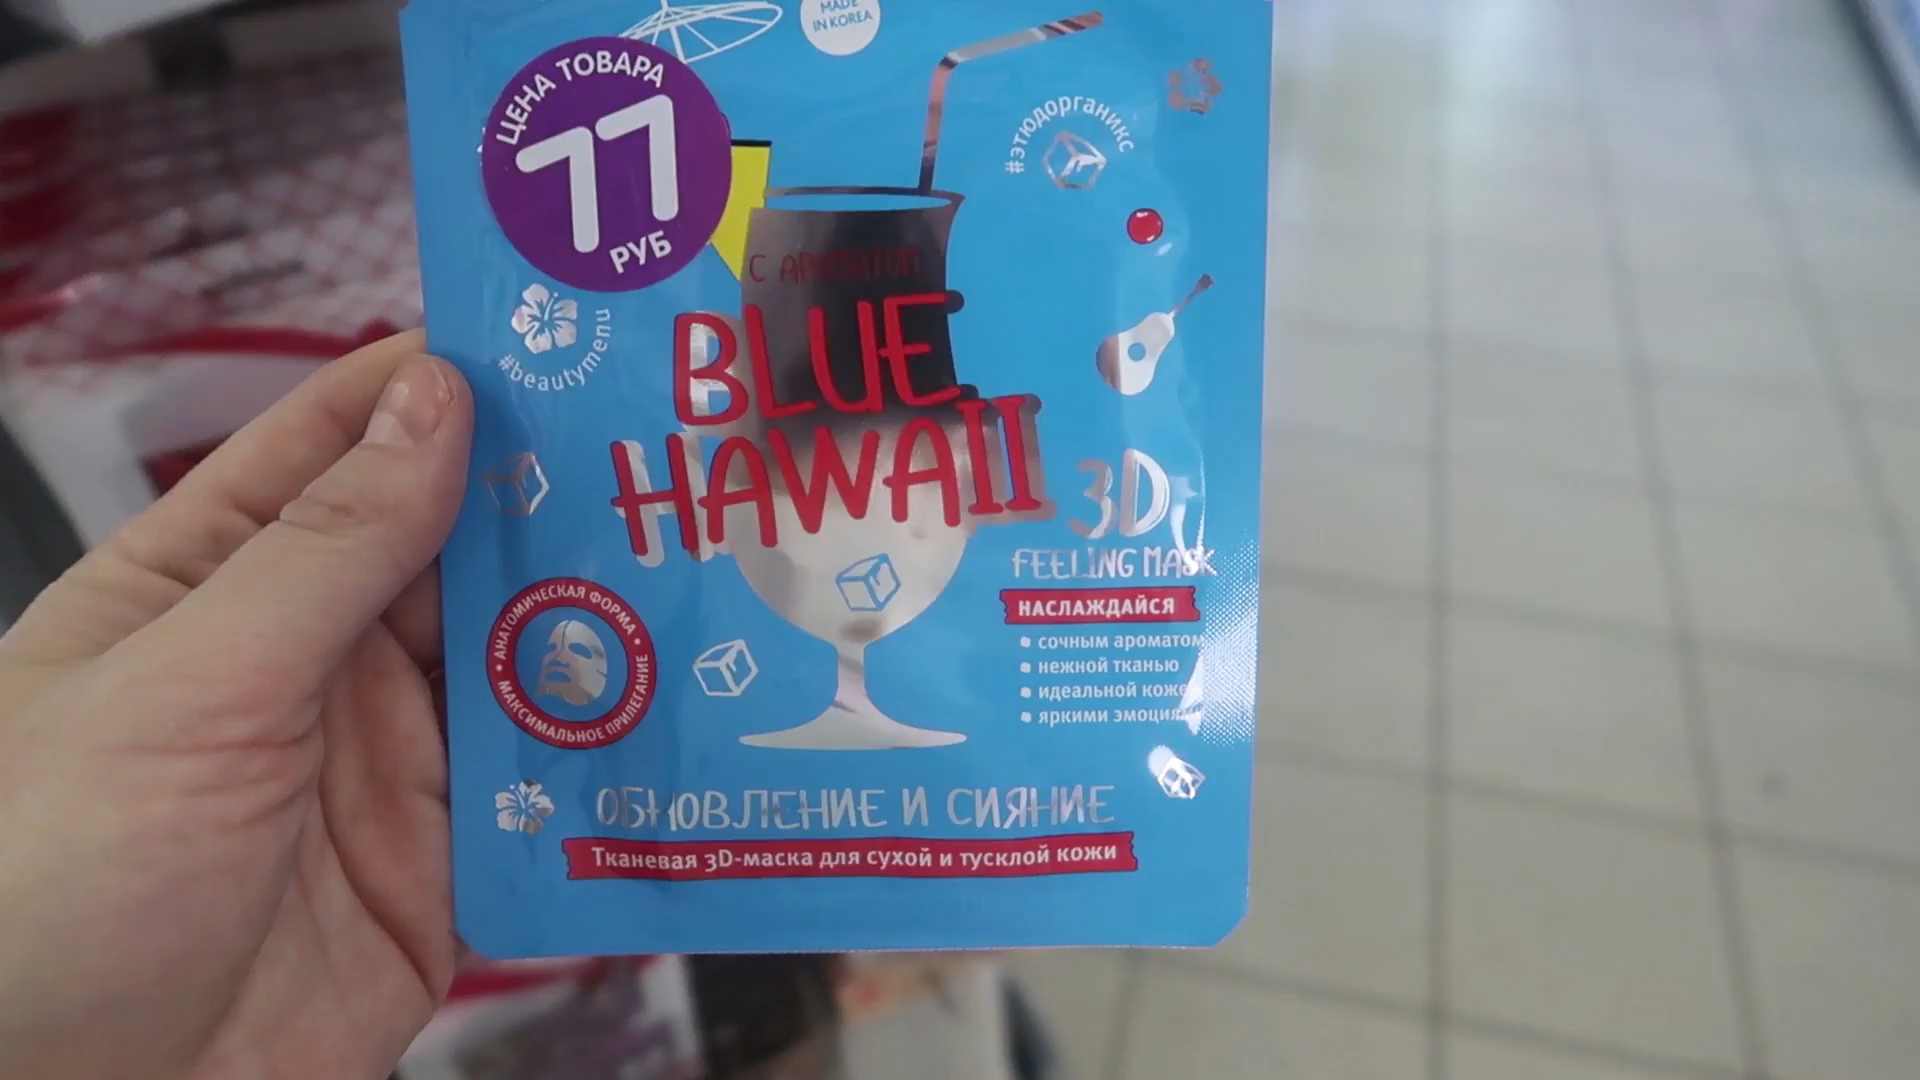 MADE
IN KOREA
ЦЕНА ТОВАРА
77
РУБ
#этюдорганикс
С АРОМАТОМ
BLUE
HAWAII
#beautymenu
3D
FEELING MASK
НАСЛАЖДАЙСЯ
сочным ароматом
нежной тканью
идеальной кожей
яркими эмоциями
АНАТОМИЧЕСКАЯ ФОРМА
МАКСИМАЛЬНОЕ ПРИЛЕГАНИЕ
ОБНОВЛЕНИЕ И СИЯНИЕ
Тканевая 3D-маска для сухой и тусклой кожи